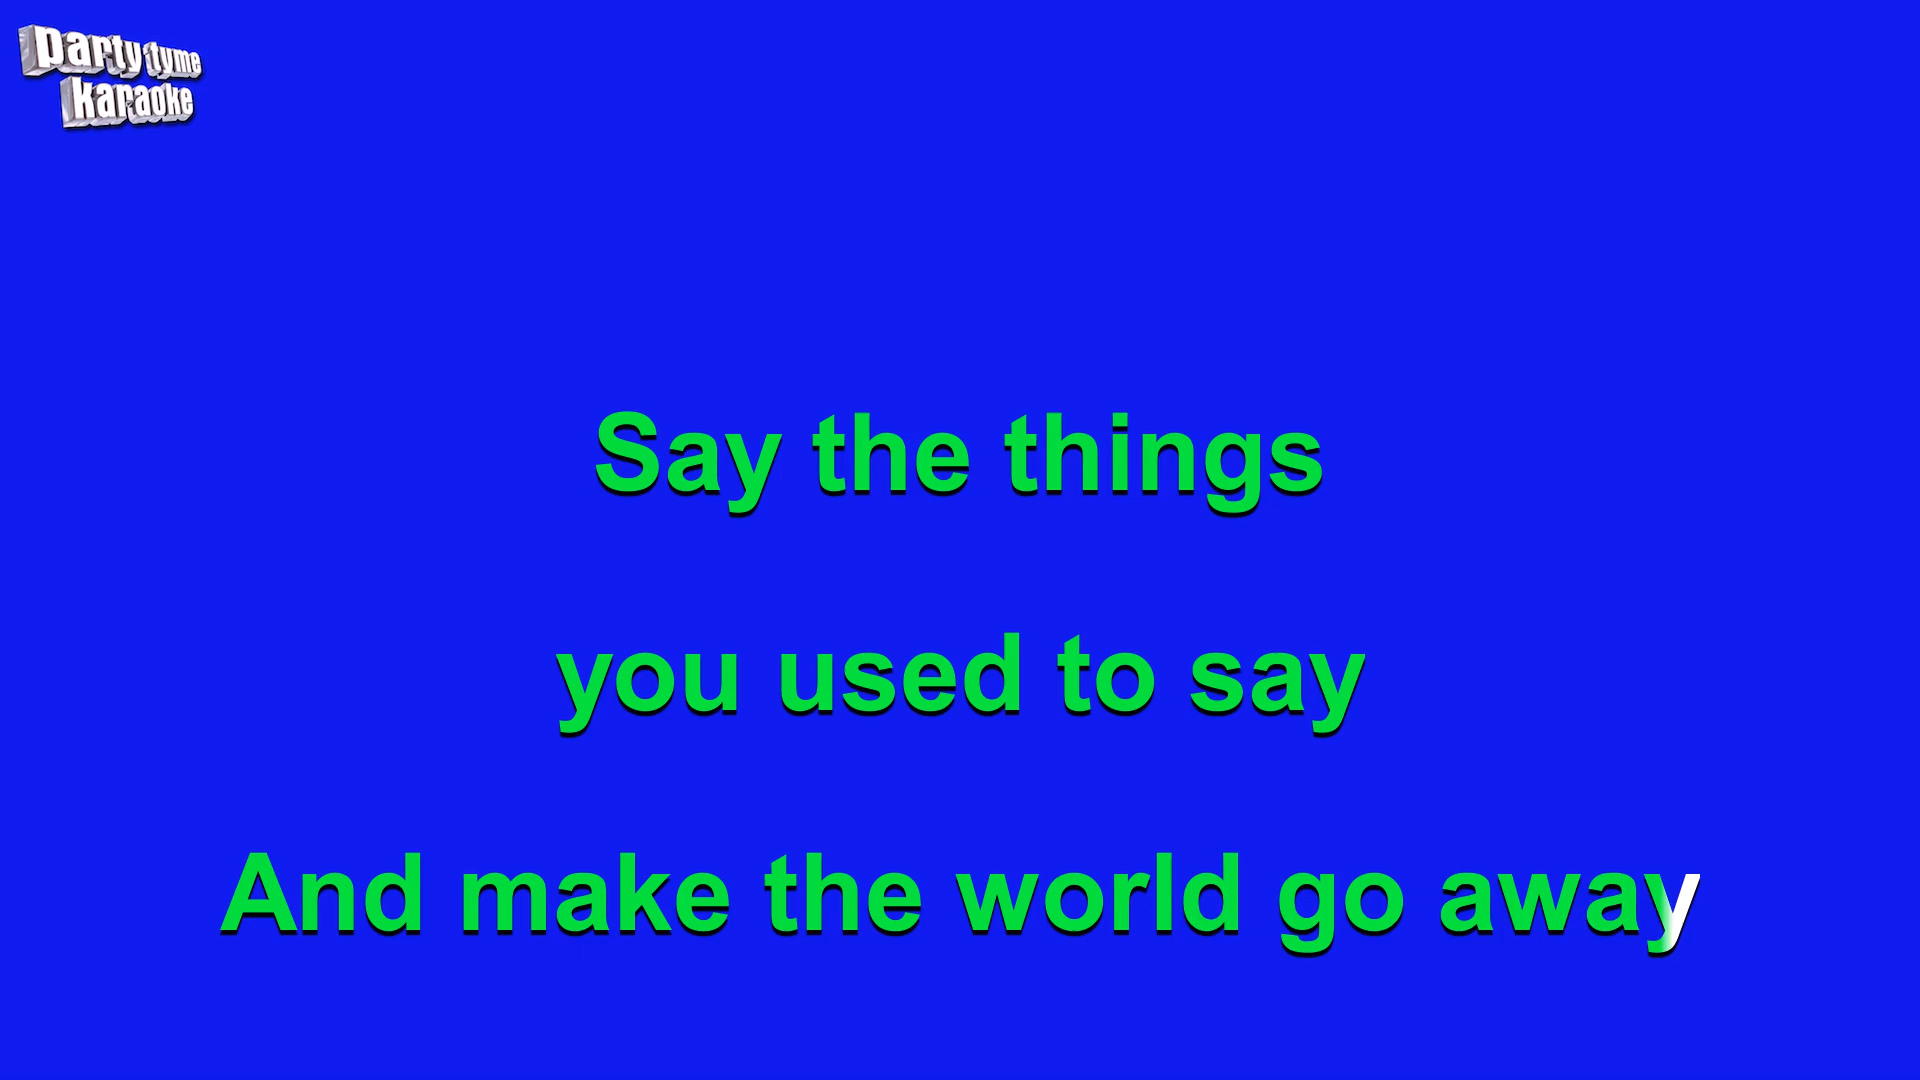 party tyme
karaoke
Say the things
you used to say
And make the world go away